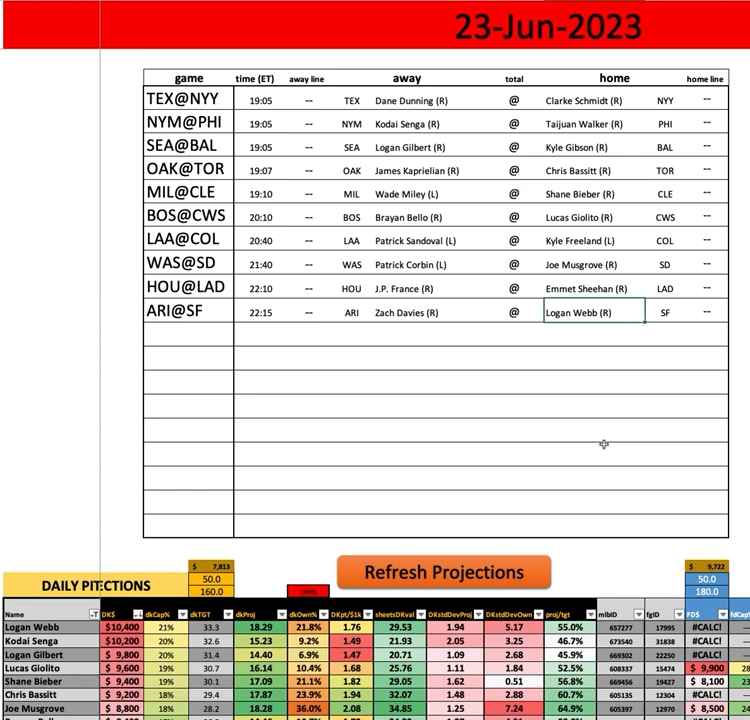 23-Jun-2023
game time (ET) away line away total home home line
TEX@NYY 19:05 -- TEX Dane Dunning (R) @ Clarke Schmidt (R) NYY --
NYM@PHI 19:05 -- NYM Kodai Senga (R) @ Taijuan Walker (R) PHI --
SEA@BAL 19:05 -- SEA Logan Gilbert (R) @ Kyle Gibson (R) BAL --
OAK@TOR 19:07 -- OAK James Kaprielian (R) @ Chris Bassitt (R) TOR --
MIL@CLE 19:10 -- MIL Wade Miley (L) @ Shane Bieber (R) CLE --
BOS@CWS 20:10 -- BOS Brayan Bello (R) @ Lucas Giolito (R) CWS --
LAA@COL 20:40 -- LAA Patrick Sandoval (L) @ Kyle Freeland (L) COL --
WAS@SD 21:40 -- WAS Patrick Corbin (L) @ Joe Musgrove (R) SD --
HOU@LAD 22:10 -- HOU J.P. France (R) @ Emmet Sheehan (R) LAD --
ARI@SF 22:15 -- ARI Zach Davies (R) @ Logan Webb (R) SF --
Refresh Projections
$ 7,813 $ 9,722
DAILY 50.0 50.0
160.0 180.0
Name DK$ dkCap% dkTGT dkProj dkOwn% DKpt/$1k sheetsDKval DKstdDevProj DKstdDevOwn proj/tgt mlbID fgID FD$
Logan Webb $10,400 21% 33.3 18.29 21.8% 1.76 29.53 1.94 5.17 55.0% 657277 17995 #CALC!
Kodai Senga $10,200 20% 32.6 15.23 9.2% 1.49 21.93 2.05 3.25 46.7% 673540 31838 #CALC!
Logan Gilbert $ 9,800 20% 31.4 14.40 6.9% 1.47 20.71 1.09 2.68 45.9% 669302 22250 #CALC!
Lucas Giolito $ 9,600 19% 30.7 16.14 10.4% 1.68 25.76 1.11 1.84 52.5% 608337 15474 $ 9,900 28
Shane Bieber $ 9,400 19% 30.1 17.09 21.1% 1.82 29.05 1.62 0.51 56.8% 669456 19427 $ 8,100 23
Chris Bassitt $ 9,200 18% 29.4 17.87 23.9% 1.94 32.07 1.48 2.88 60.7% 605135 12304 #CALC!
Joe Musgrove $ 8,800 18% 28.2 18.28 36.0% 2.08 34.85 1.25 7.24 64.9% 605397 12970 $ 8,500